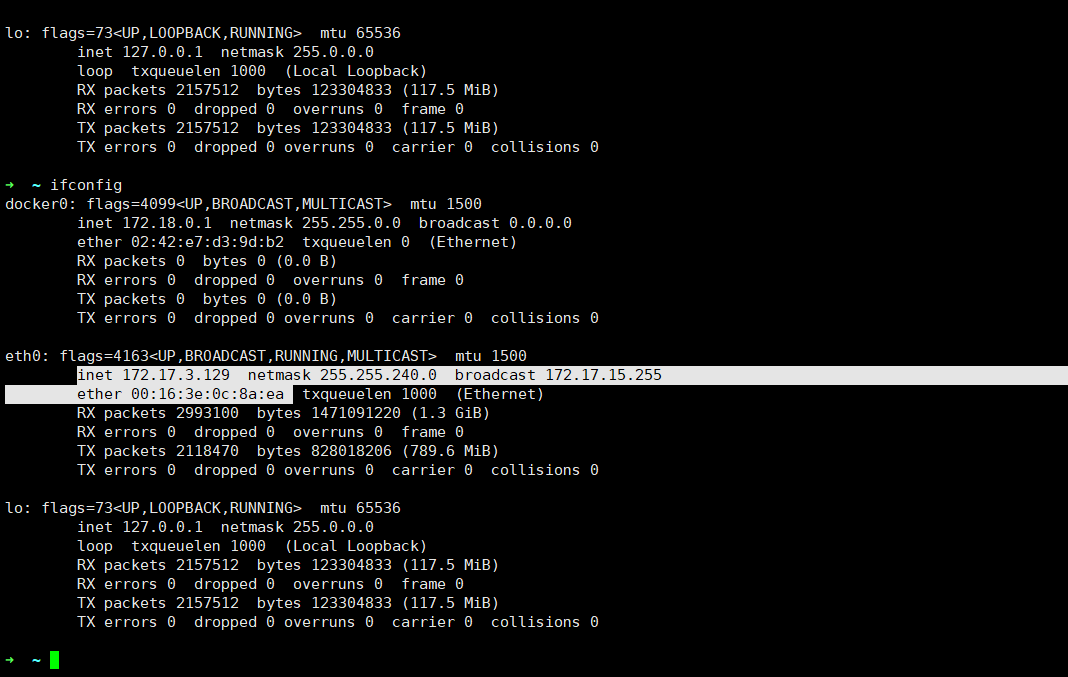 lo: flags=73<UP,LOOPBACK,RUNNING>  mtu 65536
        inet 127.0.0.1  netmask 255.0.0.0
        loop  txqueuelen 1000  (Local Loopback)
        RX packets 2157512  bytes 123304833 (117.5 MiB)
        RX errors 0  dropped 0  overruns 0  frame 0
        TX packets 2157512  bytes 123304833 (117.5 MiB)
        TX errors 0  dropped 0 overruns 0  carrier 0  collisions 0

➜  ~ ifconfig
docker0: flags=4099<UP,BROADCAST,MULTICAST>  mtu 1500
        inet 172.18.0.1  netmask 255.255.0.0  broadcast 0.0.0.0
        ether 02:42:e7:d3:9d:b2  txqueuelen 0  (Ethernet)
        RX packets 0  bytes 0 (0.0 B)
        RX errors 0  dropped 0  overruns 0  frame 0
        TX packets 0  bytes 0 (0.0 B)
        TX errors 0  dropped 0 overruns 0  carrier 0  collisions 0

eth0: flags=4163<UP,BROADCAST,RUNNING,MULTICAST>  mtu 1500
        inet 172.17.3.129  netmask 255.255.240.0  broadcast 172.17.15.255
        ether 00:16:3e:0c:8a:ea  txqueuelen 1000  (Ethernet)
        RX packets 2993100  bytes 1471091220 (1.3 GiB)
        RX errors 0  dropped 0  overruns 0  frame 0
        TX packets 2118470  bytes 828018206 (789.6 MiB)
        TX errors 0  dropped 0 overruns 0  carrier 0  collisions 0

lo: flags=73<UP,LOOPBACK,RUNNING>  mtu 65536
        inet 127.0.0.1  netmask 255.0.0.0
        loop  txqueuelen 1000  (Local Loopback)
        RX packets 2157512  bytes 123304833 (117.5 MiB)
        RX errors 0  dropped 0  overruns 0  frame 0
        TX packets 2157512  bytes 123304833 (117.5 MiB)
        TX errors 0  dropped 0 overruns 0  carrier 0  collisions 0

➜  ~